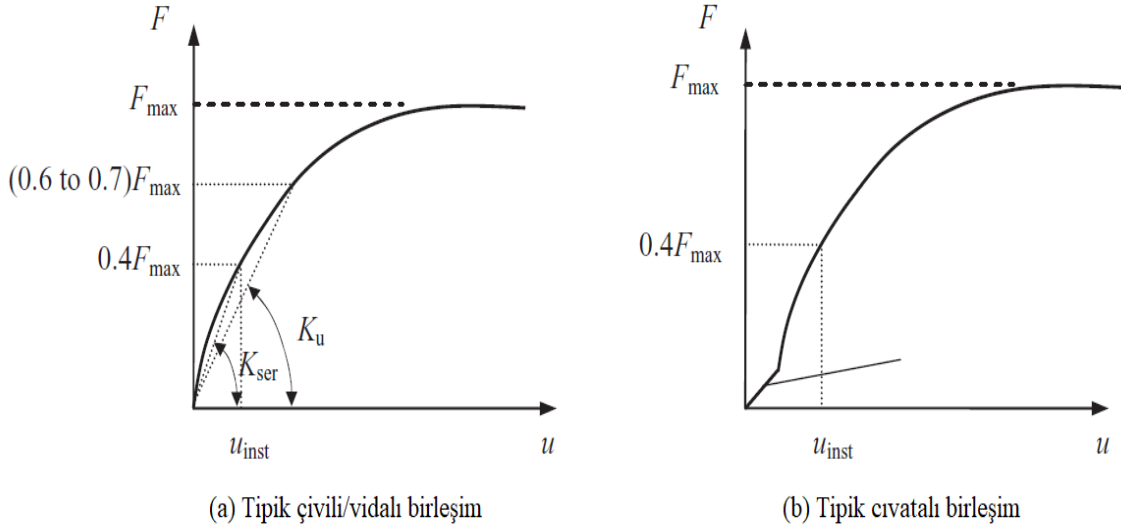 F
Fmax
(0.6 to 0.7)Fmax
0.4Fmax
Ku
Kser
uinst
u
(a) Tipik çivili/vidalı birleşim
F
Fmax
0.4Fmax
uinst
u
(b) Tipik cıvatalı birleşim